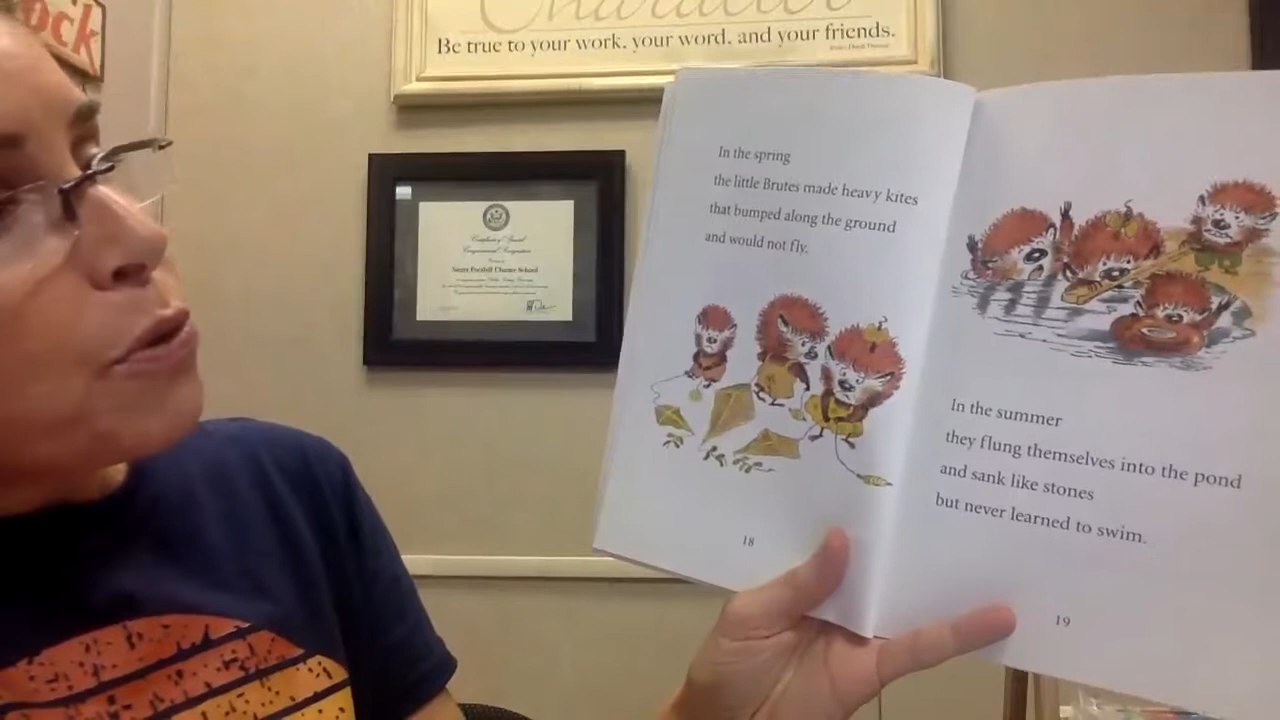 ock
Character
Be true to your work, your word, and your friends.
In the spring
the little Brutes made heavy kites
that bumped along the ground
and would not fly.
18
In the summer
they flung themselves into the pond
and sank like stones
but never learned to swim.
19